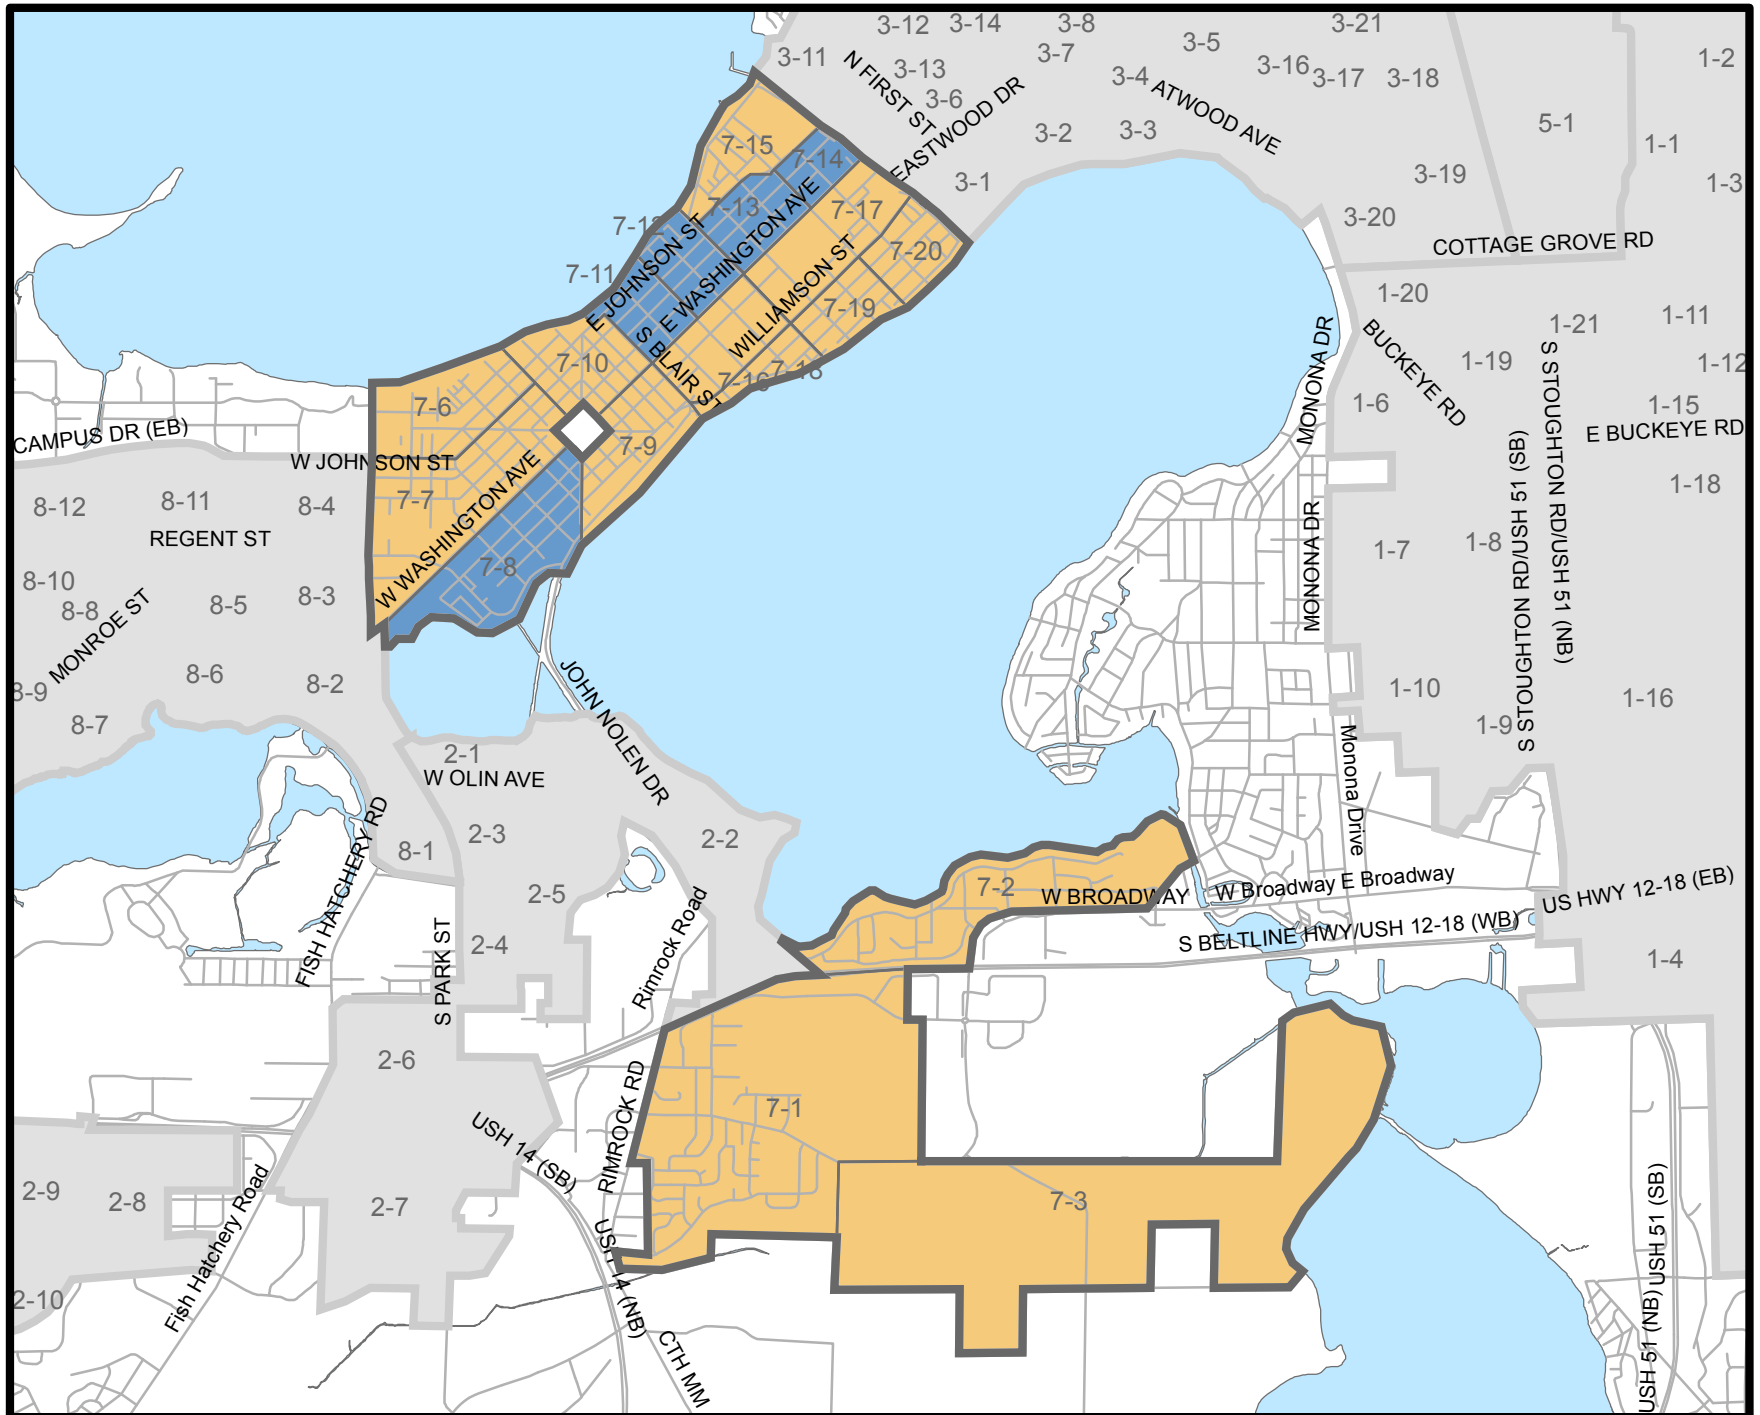 3-12
3-14
3-8
3-21
3-11
3-13
3-7
3-5
3-16
3-17
3-18
1-2
N FIRST ST
3-6
EASTWOOD DR
3-4
ATWOOD AVE
5-1
3-2
3-3
1-1
7-15
7-14
3-1
3-19
1-3
7-12
7-13
7-17
3-20
E JOHNSON ST
E WASHINGTON AVE
7-20
COTTAGE GROVE RD
7-11
WILLIAMSON ST
7-19
1-20
1-21
1-11
S BLAIR ST
7-10
7-16
7-18
MONONA DR
BUCKEYE RD
1-19
1-12
7-6
1-6
1-15
CAMPUS DR (EB)
7-9
E BUCKEYE RD
W JOHNSON ST
W WASHINGTON AVE
S STOUGHTON RD/USH 51 (SB)
S STOUGHTON RD/USH 51 (NB)
8-12
8-11
8-4
7-7
1-18
REGENT ST
MONONA DR
1-7
1-8
8-10
7-8
8-8
8-5
8-3
MONROE ST
8-9
8-6
8-2
JOHN NOLEN DR
1-10
1-16
8-7
1-9
2-1
W OLIN AVE
Monona Drive
2-3
2-2
8-1
FISH HATCHERY RD
2-5
7-2
W BROADWAY
W Broadway
E Broadway
US HWY 12-18 (EB)
2-4
Rimrock Road
S BELTLINE HWY/USH 12-18 (WB)
1-4
S PARK ST
2-6
RIMROCK RD
7-1
USH 14 (SB)
2-9
2-8
2-7
7-3
Fish Hatchery Road
USH 14 (NB)
USH 51 (SB)
2-10
CTH MM
USH 51 (NB)